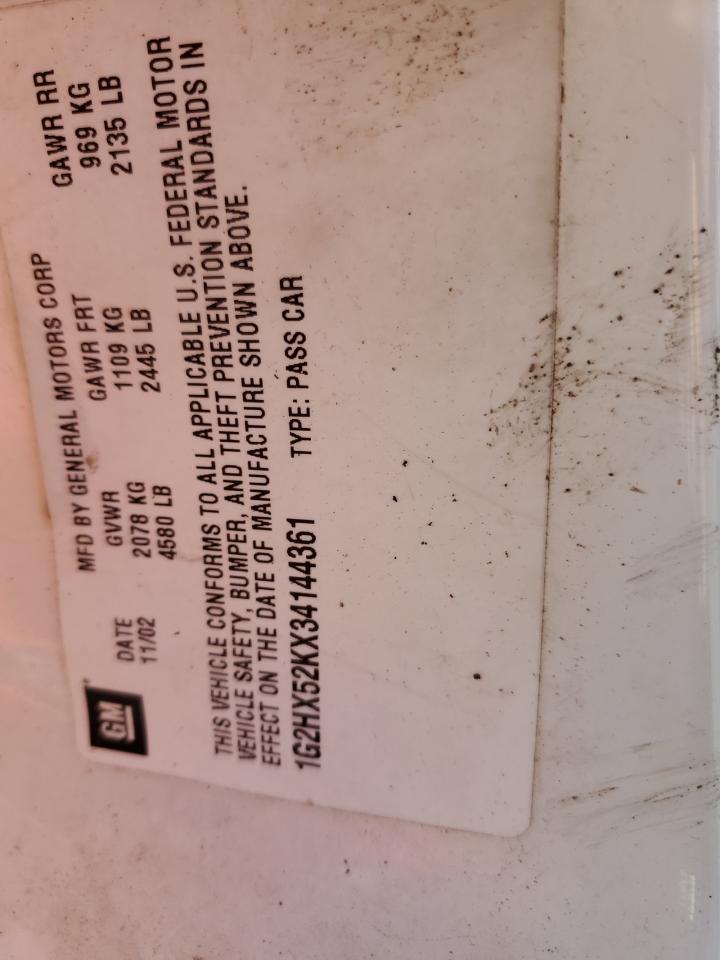 GM
MFD BY GENERAL MOTORS CORP
DATE GVWR GAWR FRT GAWR RR
11/02 2078 KG 1109 KG 969 KG
4580 LB 2445 LB 2135 LB
THIS VEHICLE CONFORMS TO ALL APPLICABLE U.S. FEDERAL MOTOR
VEHICLE SAFETY, BUMPER, AND THEFT PREVENTION STANDARDS IN
EFFECT ON THE DATE OF MANUFACTURE SHOWN ABOVE.
1G2HX52KX34144361 TYPE: PASS CAR